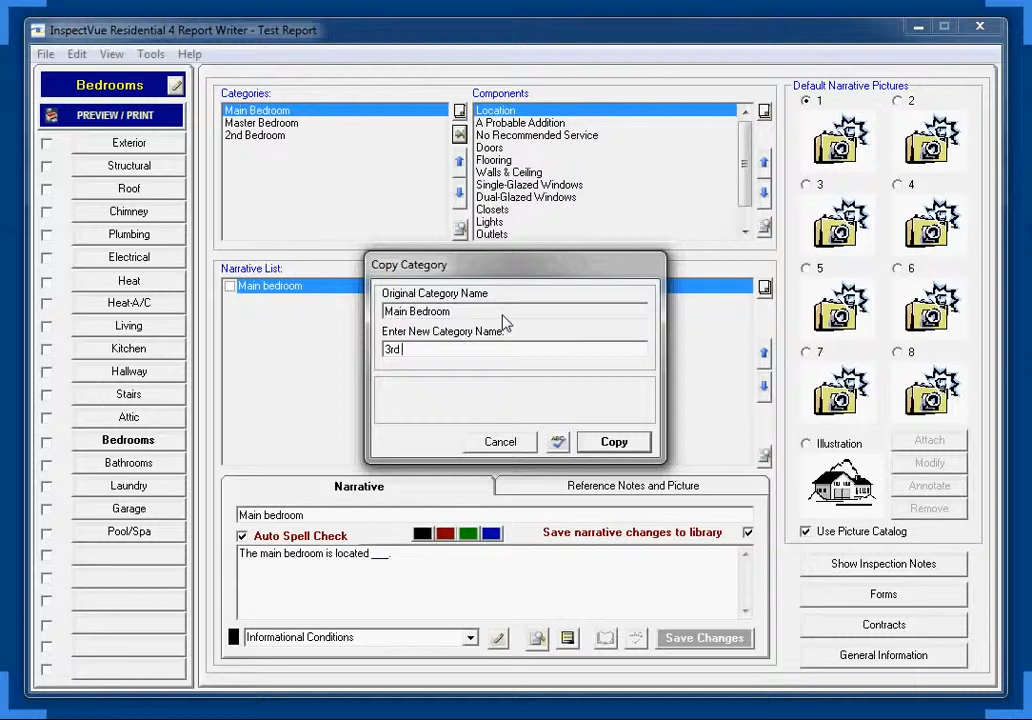 InspectVue Residential 4 Report Writer - Test Report
File Edit View Tools Help
Bedrooms
PREVIEW / PRINT
Exterior
Structural
Roof
Chimney
Plumbing
Electrical
Heat
Heat-A/C
Living
Kitchen
Hallway
Stairs
Attic
Bedrooms
Bathrooms
Laundry
Garage
Pool/Spa
Categories:
Main Bedroom
Master Bedroom
2nd Bedroom
Components
Location
A Probable Addition
No Recommended Service
Doors
Flooring
Walls & Ceiling
Single-Glazed Windows
Dual-Glazed Windows
Closets
Lights
Outlets
Narrative List:
Main bedroom
Copy Category
Original Category Name
Main Bedroom
Enter New Category Name:
3rd
Cancel ABC Copy
Narrative Reference Notes and Picture
Main bedroom
Auto Spell Check Save narrative changes to library
The main bedroom is located ___.
Informational Conditions Save Changes
Default Narrative Pictures
1 2
3 4
5 6
7 8
Illustration
Attach
Modify
Annotate
Remove
Use Picture Catalog
Show Inspection Notes
Forms
Contracts
General Information